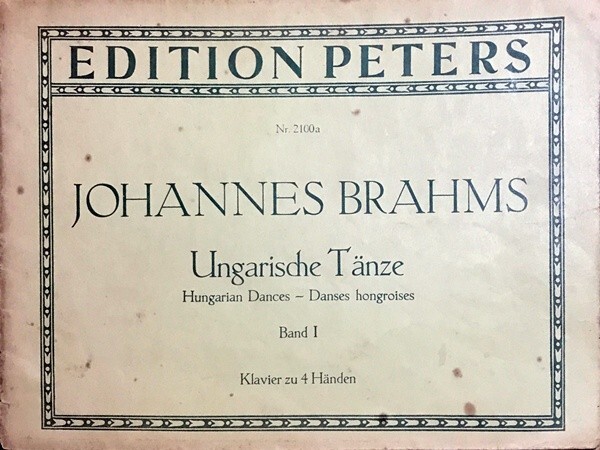 EDITION PETERS
Nr. 2100a
JOHANNES BRAHMS
Ungarische Tänze
Hungarian Dances – Danses hongroises
Band I
Klavier zu 4 Händen